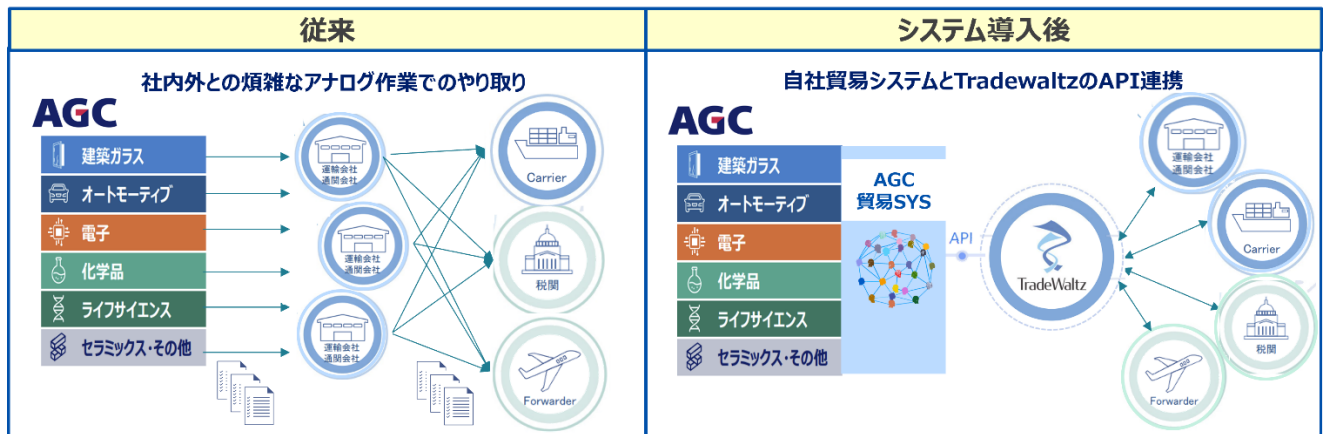 従来
社内外との煩雑なアナログ作業でのやり取り
AGC
建築ガラス
オートモーティブ
電子
化学品
ライフサイエンス
セラミックス・その他
運輸会社
通関会社
運輸会社
通関会社
運輸会社
通関会社
Carrier
税関
Forwarder
システム導入後
自社貿易システムとTradewaltzのAPI連携
AGC
建築ガラス
オートモーティブ
電子
化学品
ライフサイエンス
セラミックス・その他
AGC
貿易SYS
API
TradeWaltz
運輸会社
通関会社
Carrier
税関
Forwarder